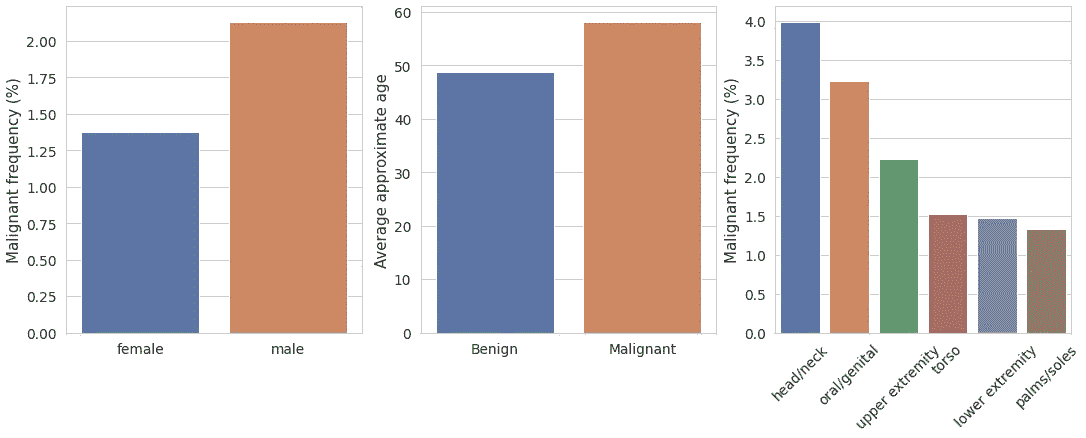 Malignant frequency (%)
2.00
1.75
1.50
1.25
1.00
0.75
0.50
0.25
0.00
female
male
Average approximate age
60
50
40
30
20
10
0
Benign
Malignant
Malignant frequency (%)
4.0
3.5
3.0
2.5
2.0
1.5
1.0
0.5
0.0
head/neck
oral/genital
upper extremity
torso
lower extremity
palms/soles